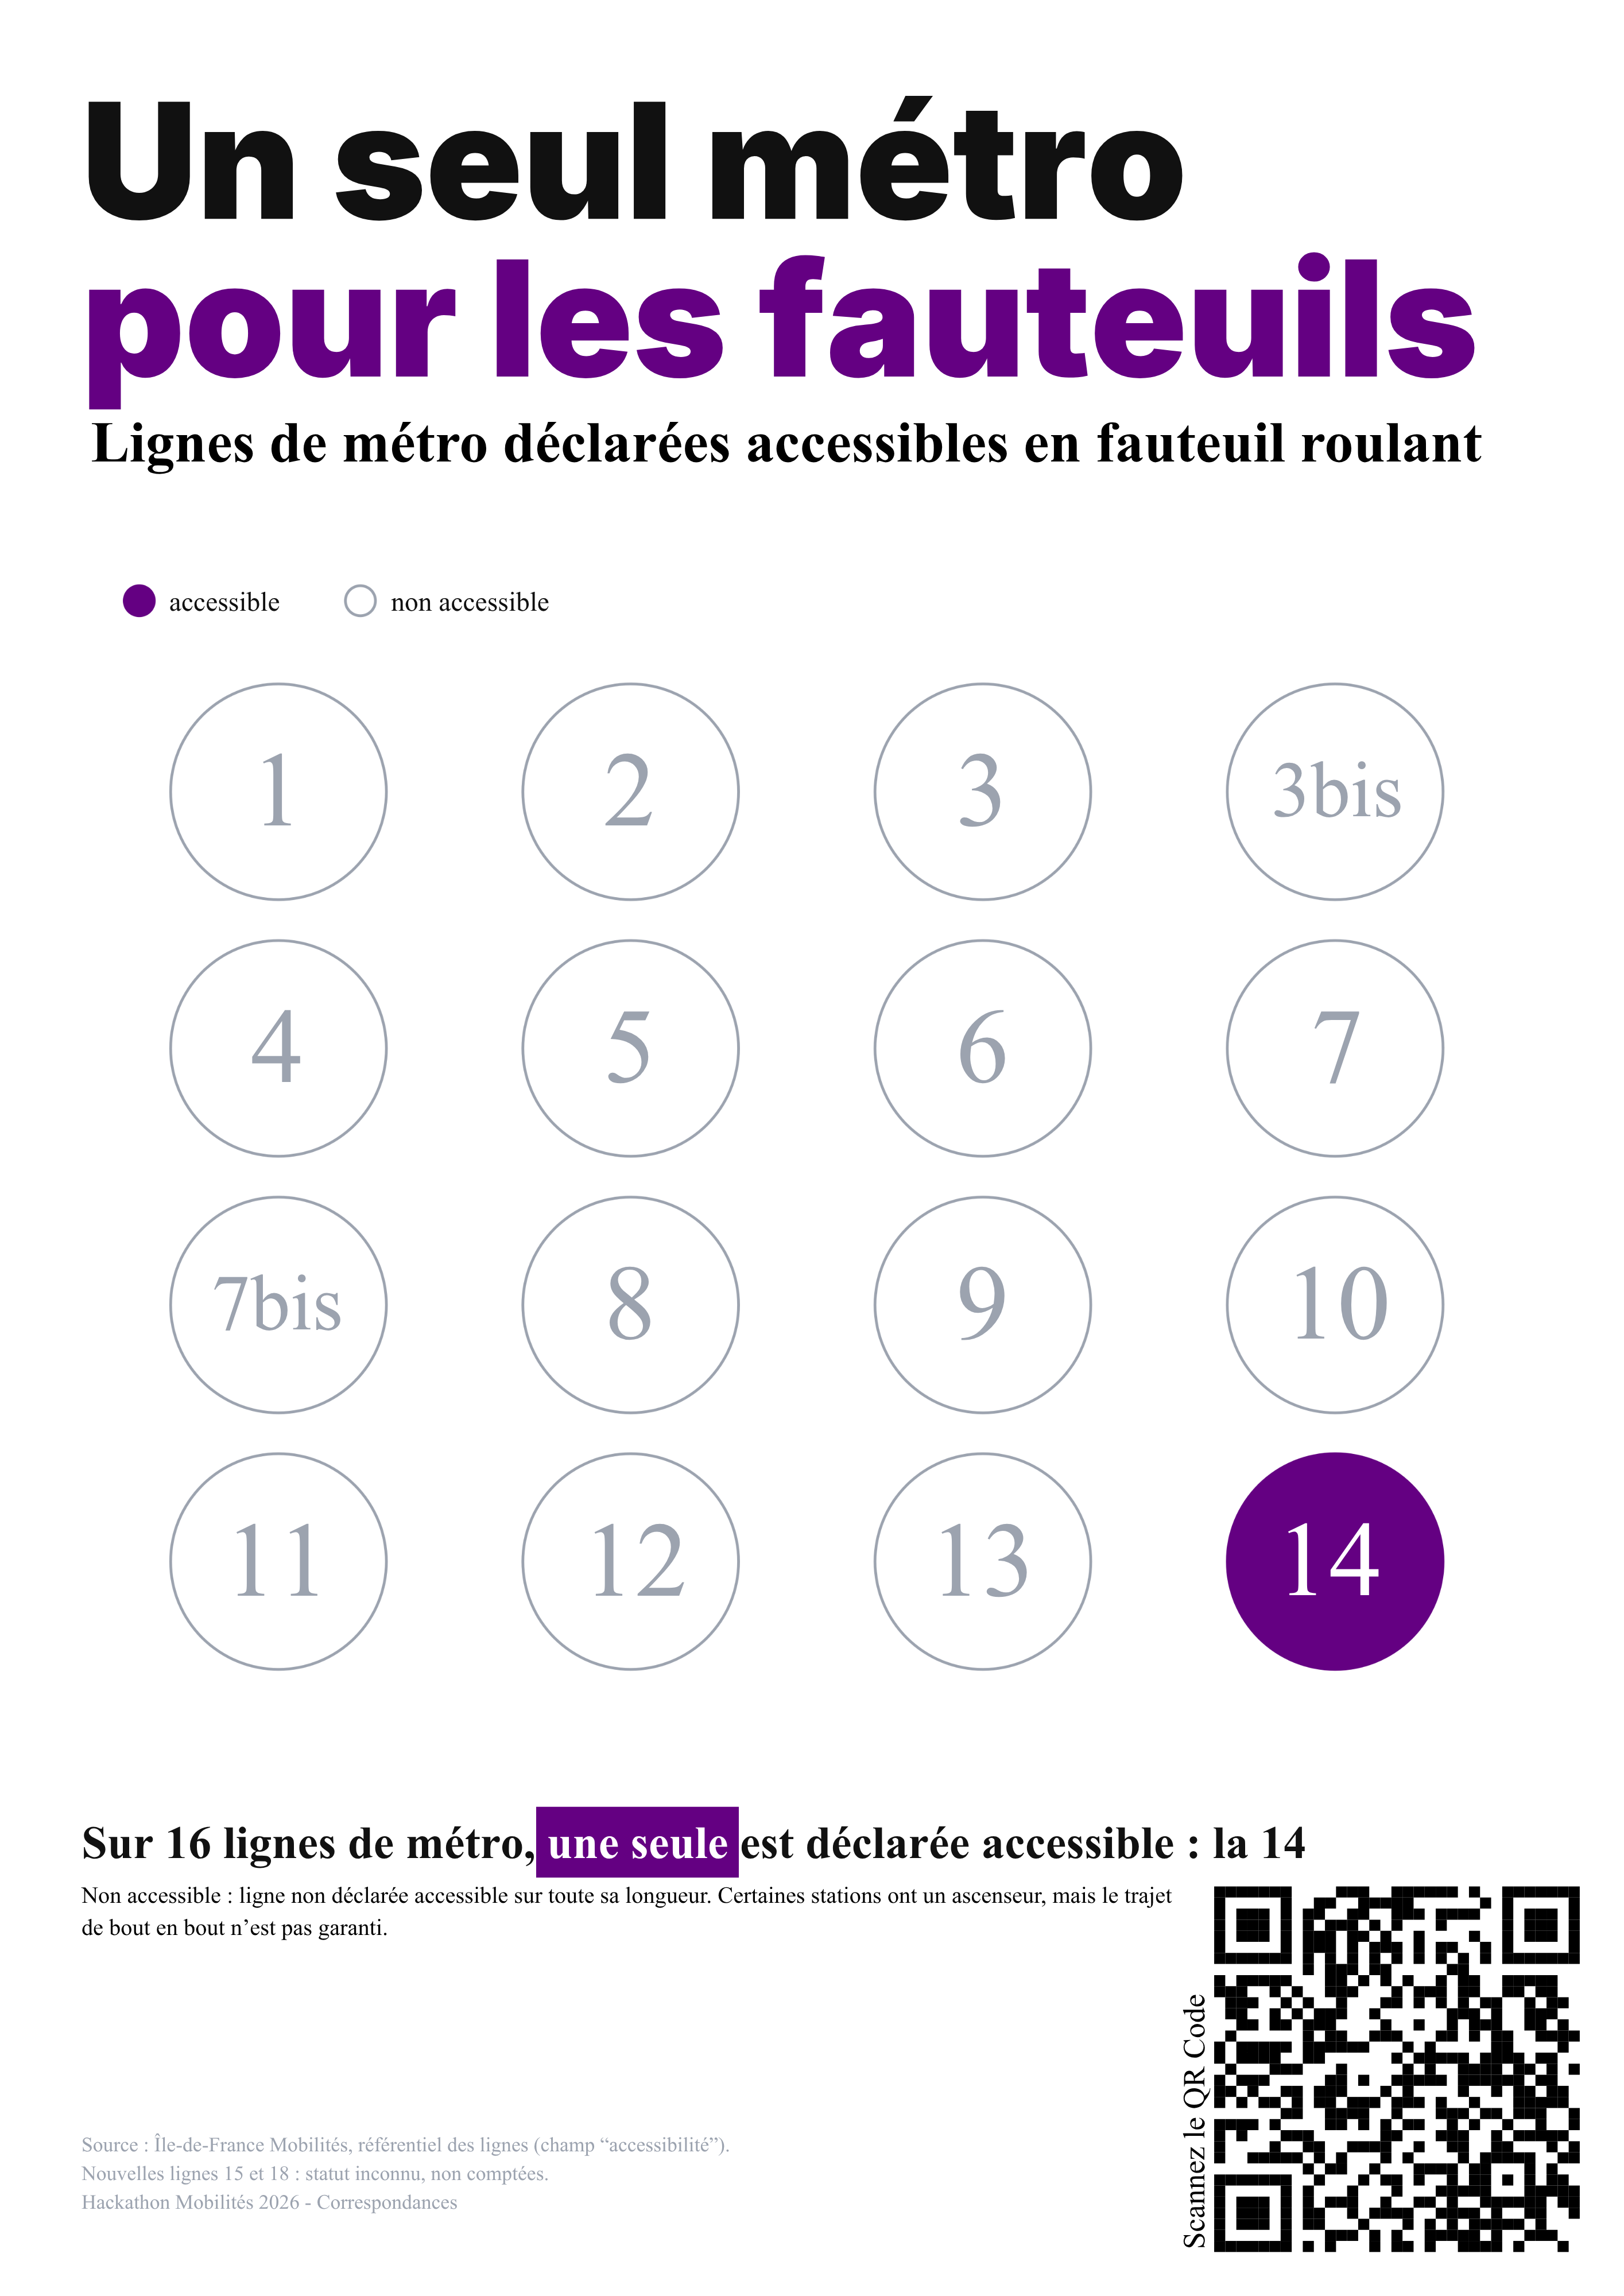 Un seul métro
pour les fauteuils
Lignes de métro déclarées accessibles en fauteuil roulant
accessible
non accessible
1
2
3
3bis
4
5
6
7
7bis
8
9
10
11
12
13
14
Sur 16 lignes de métro, une seule est déclarée accessible : la 14
Non accessible : ligne non déclarée accessible sur toute sa longueur. Certaines stations ont un ascenseur, mais le trajet
de bout en bout n’est pas garanti.
Scannez le QR Code
Source : Île-de-France Mobilités, référentiel des lignes (champ “accessibilité”).
Nouvelles lignes 15 et 18 : statut inconnu, non comptées.
Hackathon Mobilités 2026 - Correspondances